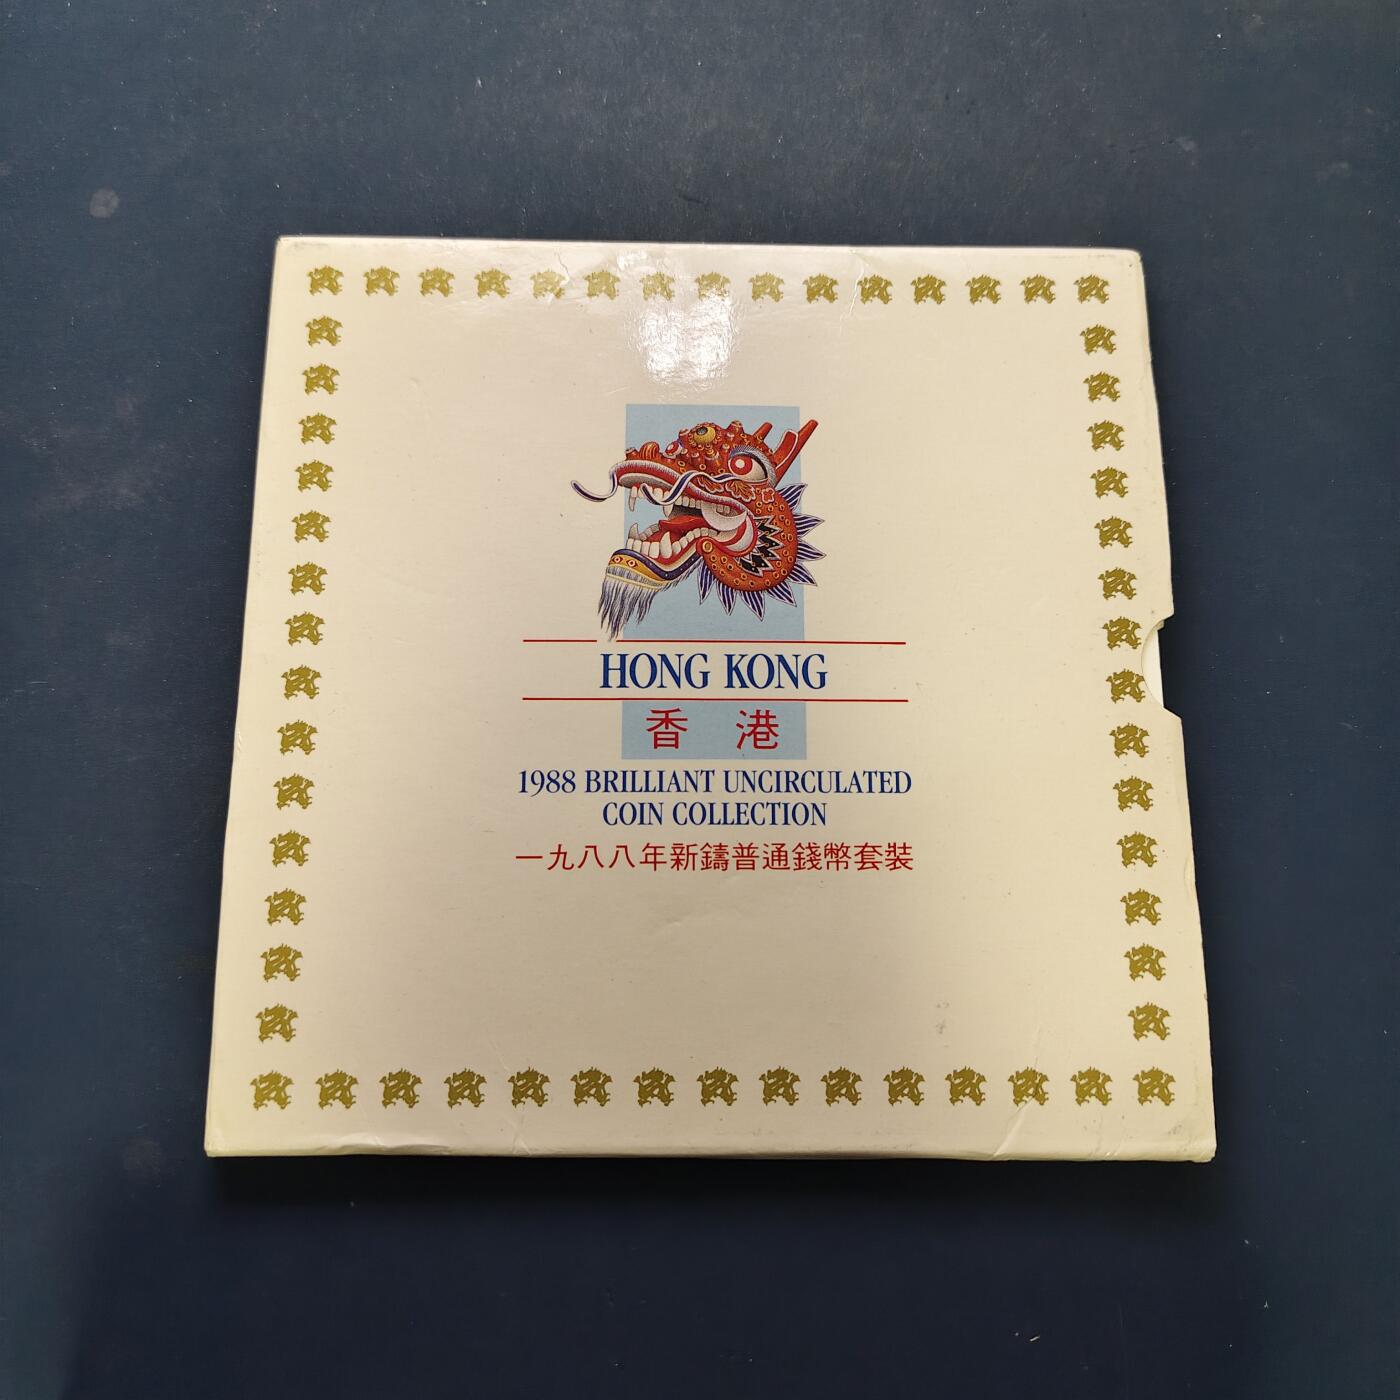 HONG KONG
香 港
1988 BRILLIANT UNCIRCULATED
COIN COLLECTION
一九八八年新鑄普通錢幣套裝